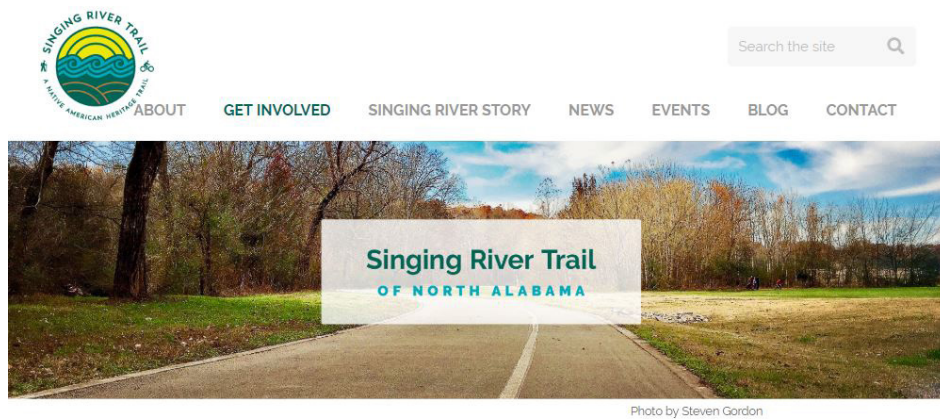 SINGING RIVER TRAIL
A NATIVE AMERICAN HERITAGE TRAIL
Search the site
ABOUT GET INVOLVED SINGING RIVER STORY NEWS EVENTS BLOG CONTACT
Singing River Trail
OF NORTH ALABAMA
Photo by Steven Gordon